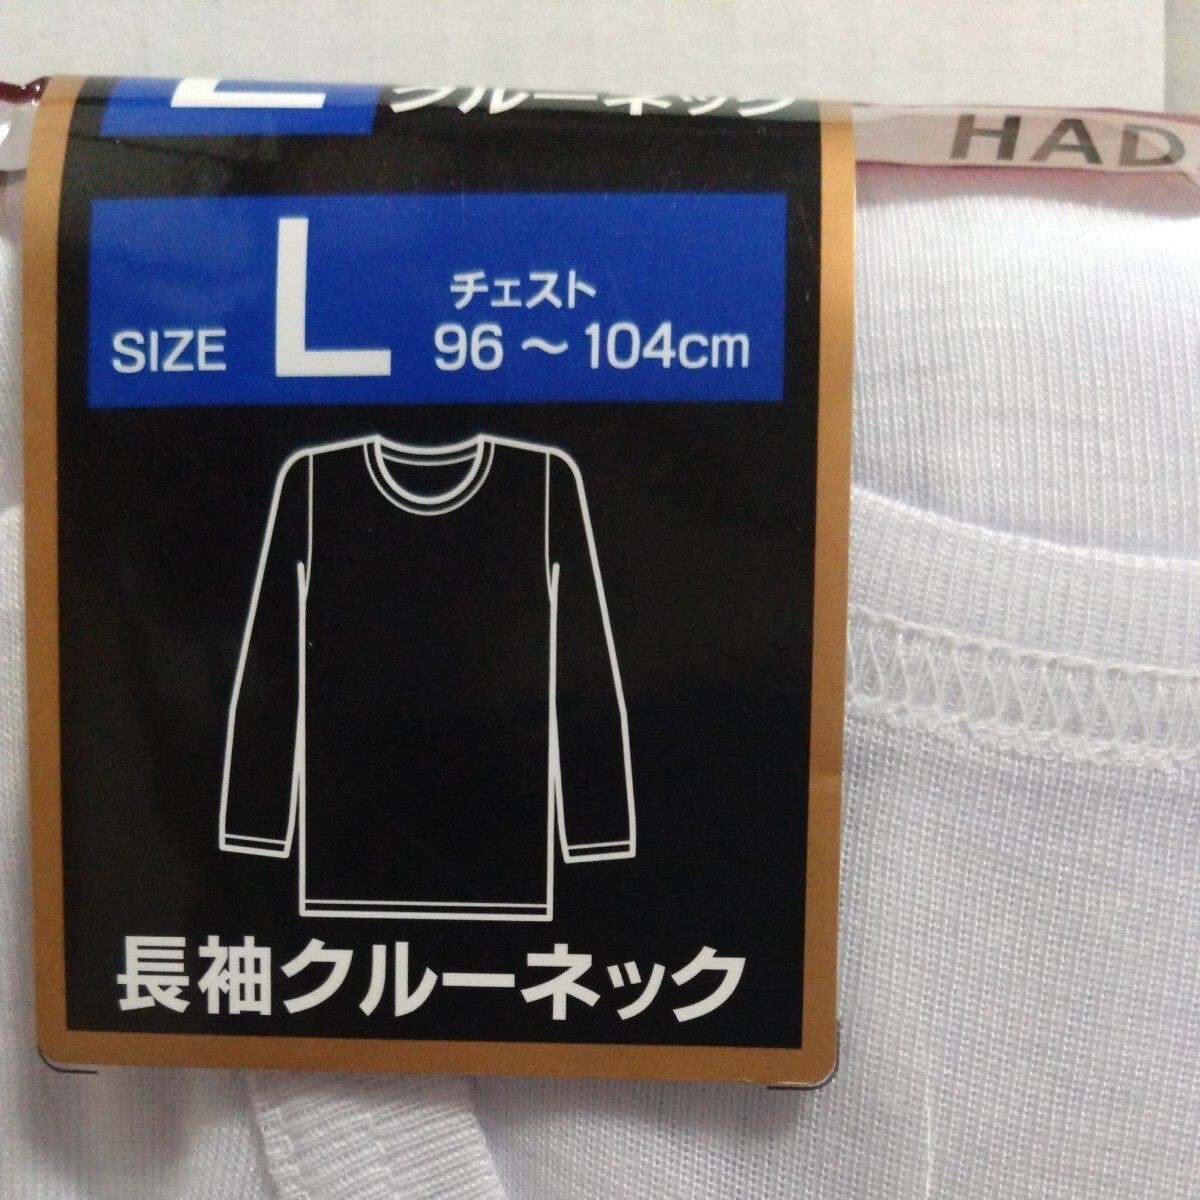 L クルーネック
HAD
SIZE L チェスト
96～104cm
長袖クルーネック